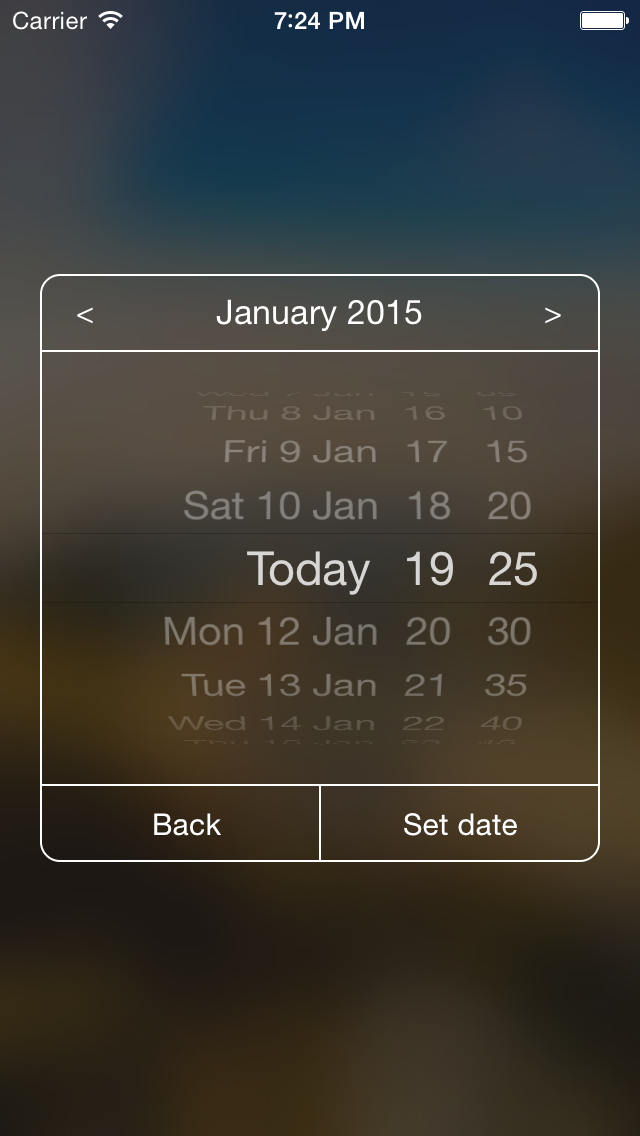 Carrier 7:24 PM
< January 2015 >
Thu 8 Jan 16 10
Fri 9 Jan 17 15
Sat 10 Jan 18 20
Today 19 25
Mon 12 Jan 20 30
Tue 13 Jan 21 35
Wed 14 Jan 22 40
Back Set date